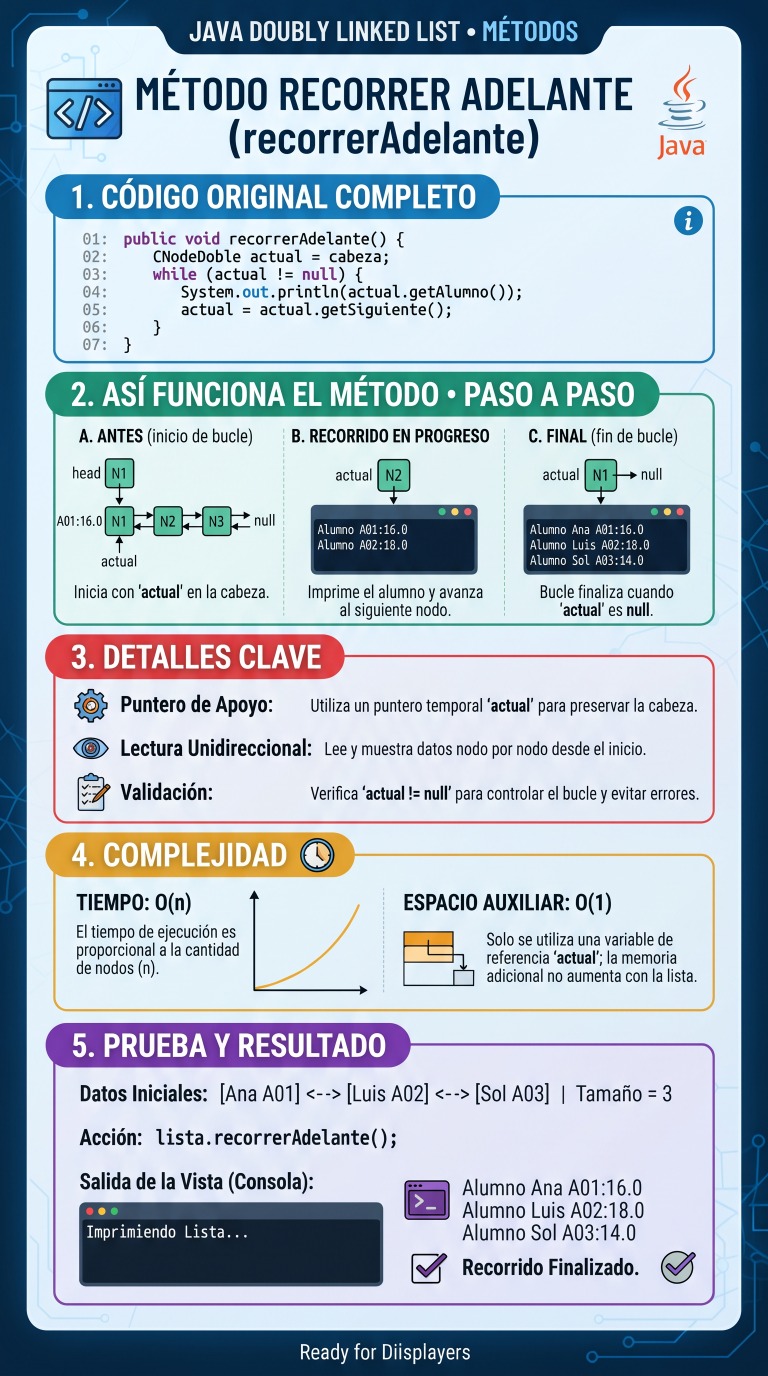 JAVA DOUBLY LINKED LIST • MÉTODOS
</>
MÉTODO RECORRER ADELANTE
(recorrerAdelante)
Java
1. CÓDIGO ORIGINAL COMPLETO
i
01: public void recorrerAdelante() {
02: CNodeDoble actual = cabeza;
03: while (actual != null) {
04: System.out.println(actual.getAlumno());
05: actual = actual.getSiguiente();
06: }
07: }
2. ASÍ FUNCIONA EL MÉTODO • PASO A PASO
A. ANTES (inicio de bucle)
head N1
A01:16.0 N1 N2 N3 null
actual
Inicia con 'actual' en la cabeza.
B. RECORRIDO EN PROGRESO
actual N2
Alumno A01:16.0
Alumno A02:18.0
Imprime el alumno y avanza
al siguiente nodo.
C. FINAL (fin de bucle)
actual N1 null
Alumno Ana A01:16.0
Alumno Luis A02:18.0
Alumno Sol A03:14.0
Bucle finaliza cuando
'actual' es null.
3. DETALLES CLAVE
Puntero de Apoyo: Utiliza un puntero temporal 'actual' para preservar la cabeza.
Lectura Unidireccional: Lee y muestra datos nodo por nodo desde el inicio.
Validación: Verifica 'actual != null' para controlar el bucle y evitar errores.
4. COMPLEJIDAD
TIEMPO: O(n)
El tiempo de ejecución es
proporcional a la cantidad
de nodos (n).
ESPACIO AUXILIAR: O(1)
Solo se utiliza una variable de
referencia 'actual'; la memoria
adicional no aumenta con la lista.
5. PRUEBA Y RESULTADO
Datos Iniciales: [Ana A01] <--> [Luis A02] <--> [Sol A03] | Tamaño = 3
Acción: lista.recorrerAdelante();
Salida de la Vista (Consola):
Imprimiendo Lista...
>_
Alumno Ana A01:16.0
Alumno Luis A02:18.0
Alumno Sol A03:14.0
Recorrido Finalizado.
Ready for Diisplayers